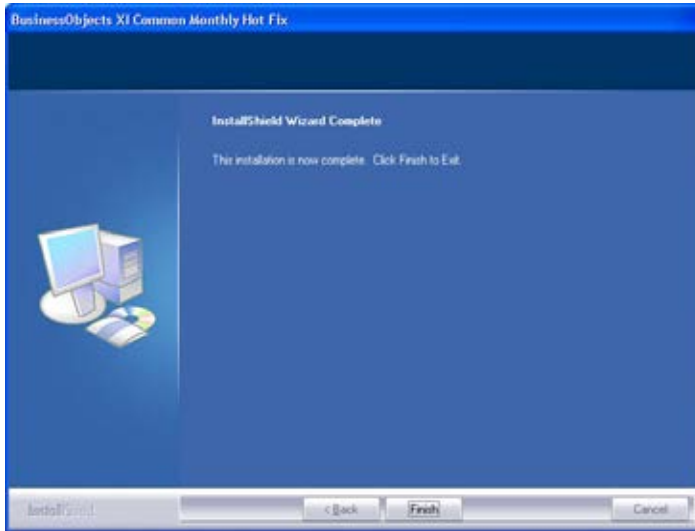 BusinessObjects XI Common Monthly Hot Fix
InstallShield Wizard Complete
This installation is now complete. Click Finish to Exit.
InstallShield
< Back
Finish
Cancel